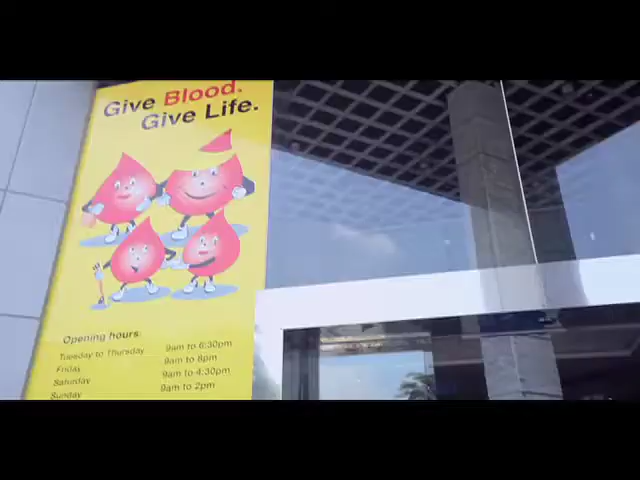 Give Blood.
Give Life.
Opening hours:
Tuesday to Thursday 9am to 6:30pm
Friday 9am to 8pm
Saturday 9am to 4:30pm
Sunday 9am to 2pm